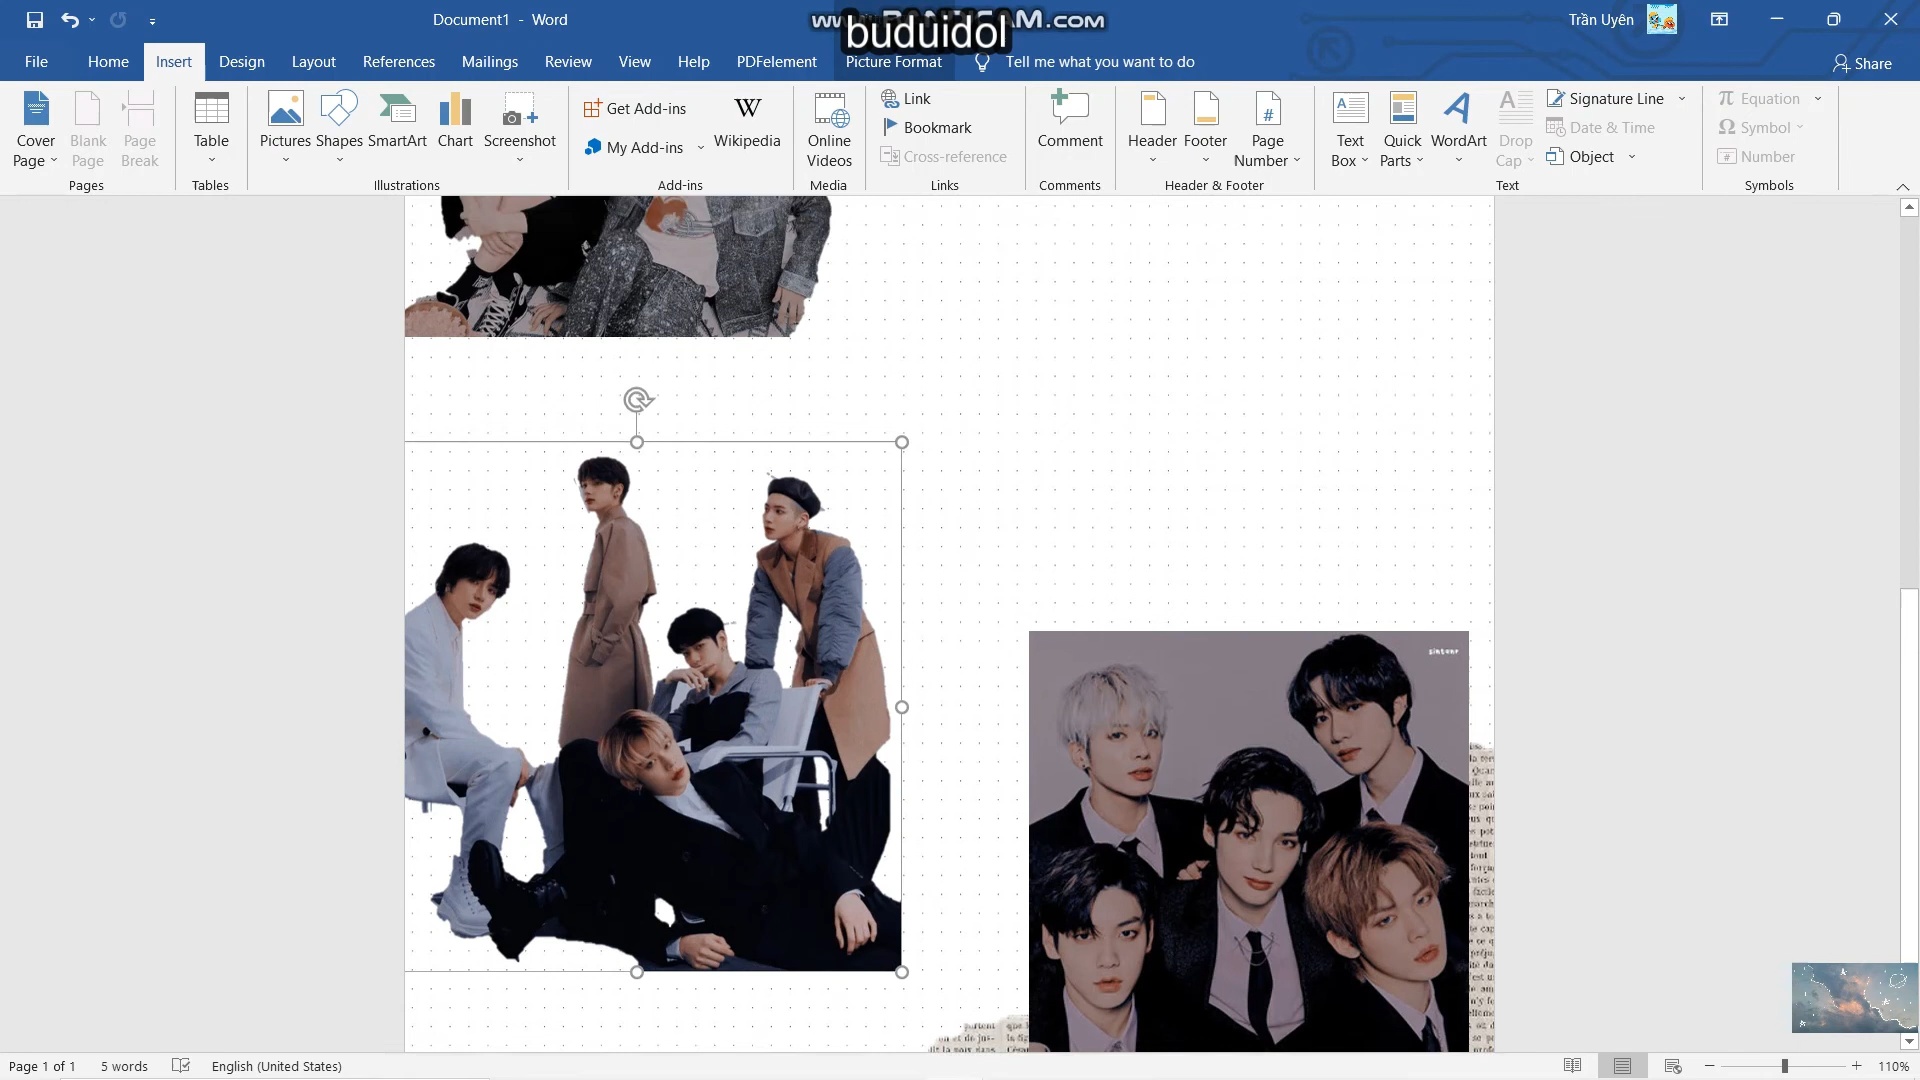 Document1 - Word
www.BANDICAM.COM
buduidol
Trần Uyên
File
Home
Insert
Design
Layout
References
Mailings
Review
View
Help
PDFelement
Picture Format
Tell me what you want to do
Share
Cover Page
Blank Page
Page Break
Pages
Table
Tables
Pictures
Shapes
SmartArt
Chart
Screenshot
Illustrations
Get Add-ins
My Add-ins
W
Wikipedia
Add-ins
Online Videos
Media
Link
Bookmark
Cross-reference
Links
Comment
Comments
Header
Footer
Page Number
Header & Footer
Text Box
Quick Parts
WordArt
Drop Cap
Signature Line
Date & Time
Object
Text
Equation
Symbol
Number
Symbols
Page 1 of 1
5 words
English (United States)
110%